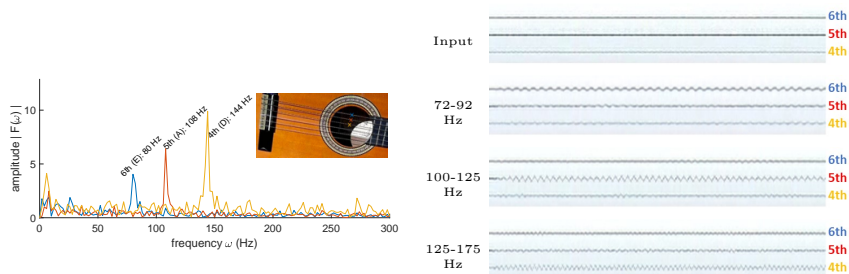 10
5
0
amplitude | F(ω) |
6th (E): 80 Hz
5th (A): 108 Hz
4th (D): 144 Hz
0
50
100
150
200
250
300
frequency ω (Hz)
Input
6th
5th
4th
72-92
Hz
6th
5th
4th
100-125
Hz
6th
5th
4th
125-175
Hz
6th
5th
4th